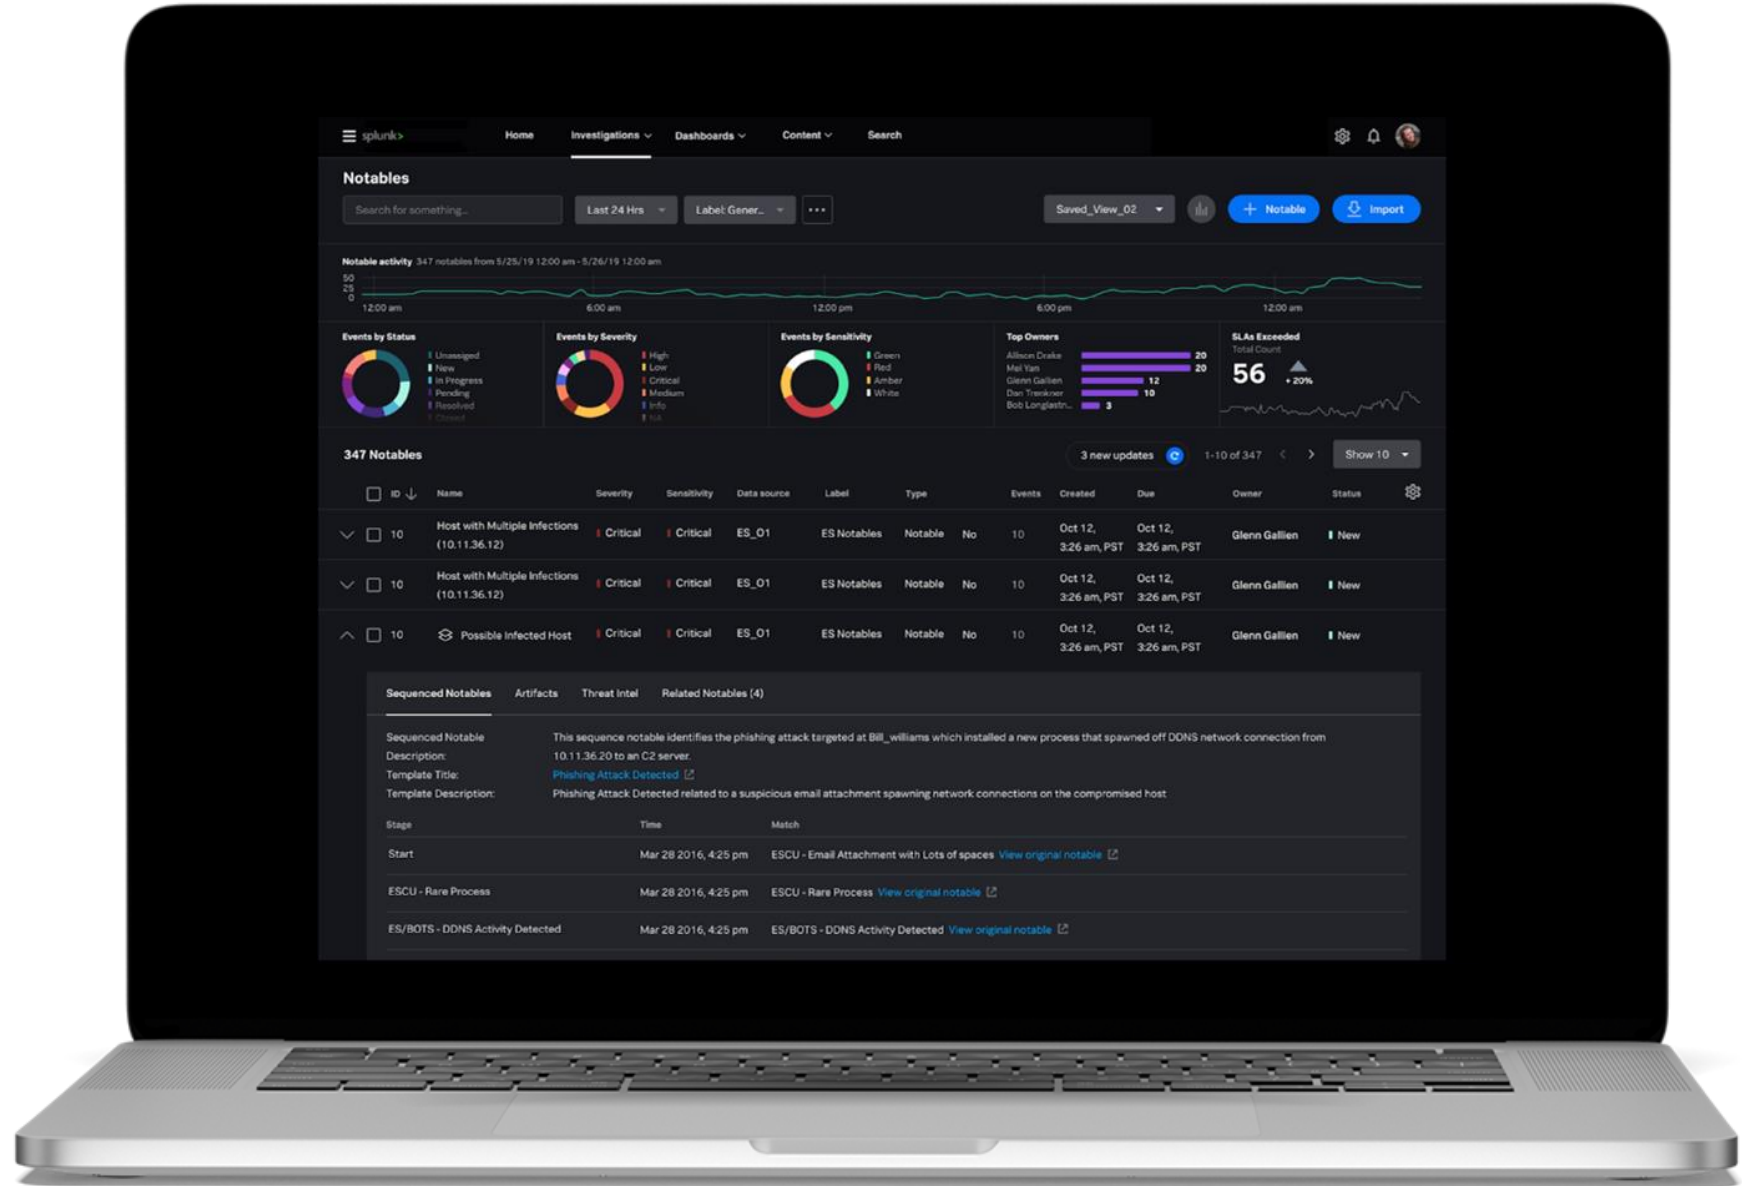 splunk>
Home
Investigations
Dashboards
Content
Search
Notables
Search for something...
Last 24 Hrs
Label: Gener...
Saved_View_02
+ Notable
Import
Notable activity 347 notables from 5/25/19 12:00 am - 5/26/19 12:00 am
50
25
0
12:00 am
6:00 am
12:00 pm
6:00 pm
12:00 am
Events by Status
Unassiged
New
In Progress
Pending
Resolved
Closed
Events by Severity
High
Low
Critical
Medium
Info
NA
Events by Sensitivity
Green
Red
Amber
White
Top Owners
Allison Drake 20
Mel Yan 20
Glenn Gallien 12
Dan Trenkner 10
Bob Longlastn... 3
SLAs Exceeded
Total Count
56
+ 20%
347 Notables
3 new updates
1-10 of 347
Show 10
ID Name Severity Sensitivity Data source Label Type Events Created Due Owner Status
10 Host with Multiple Infections (10.11.36.12) Critical Critical ES_01 ES Notables Notable No 10 Oct 12, 3:26 am, PST Oct 12, 3:26 am, PST Glenn Gallien New
10 Host with Multiple Infections (10.11.36.12) Critical Critical ES_01 ES Notables Notable No 10 Oct 12, 3:26 am, PST Oct 12, 3:26 am, PST Glenn Gallien New
10 Possible Infected Host Critical Critical ES_01 ES Notables Notable No 10 Oct 12, 3:26 am, PST Oct 12, 3:26 am, PST Glenn Gallien New
Sequenced Notables Artifacts Threat Intel Related Notables (4)
Sequenced Notable Description: This sequence notable identifies the phishing attack targeted at Bill_williams which installed a new process that spawned off DDNS network connection from
10.11.36.20 to an C2 server.
Template Title: Phishing Attack Detected
Template Description: Phishing Attack Detected related to a suspicious email attachment spawning network connections on the compromised host
Stage Time Match
Start Mar 28 2016, 4:25 pm ESCU - Email Attachment with Lots of spaces View original notable
ESCU - Rare Process Mar 28 2016, 4:25 pm ESCU - Rare Process View original notable
ES/BOTS - DDNS Activity Detected Mar 28 2016, 4:25 pm ES/BOTS - DDNS Activity Detected View original notable